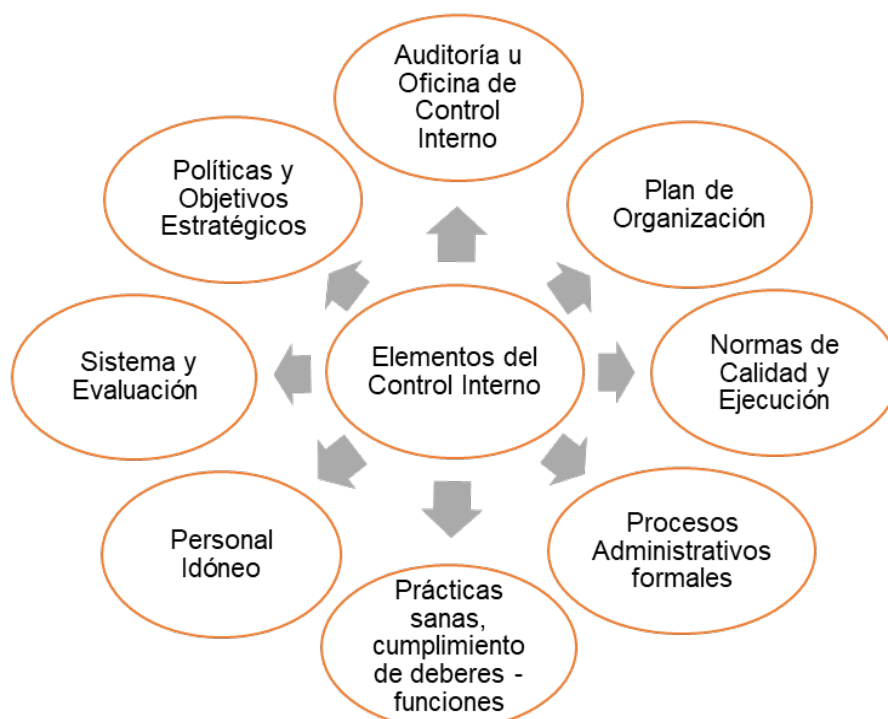 Auditoría u
Oficina de
Control
Interno
Plan de
Organización
Normas de
Calidad y
Ejecución
Procesos
Administrativos
formales
Prácticas
sanas,
cumplimiento
de deberes -
funciones
Personal
Idóneo
Sistema y
Evaluación
Políticas y
Objetivos
Estratégicos
Elementos del
Control Interno